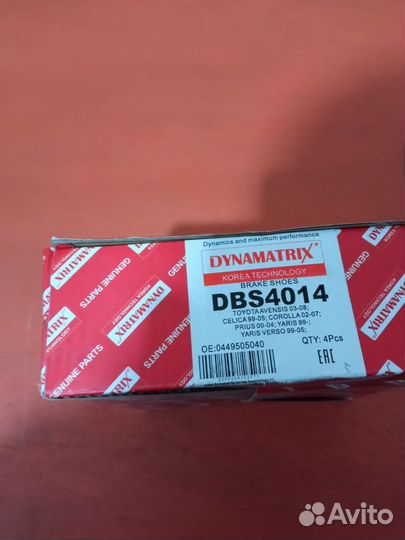 Dynamics and maximum performance
DYNAMATRIX®
KOREA TECHNOLOGY
BRAKE SHOES
DBS4014
TOYOTA AVENSIS 03-08;
CELICA 99-05; COROLLA 02-07;
PRIUS 00-04; YARIS 99-;
YARIS VERSO 99-05;
OE:0449505040
QTY: 4Pcs
EAC
GENUINE PARTS
DYNAMATRIX
GENUINE PARTS
DYNAMATRIX
Avito